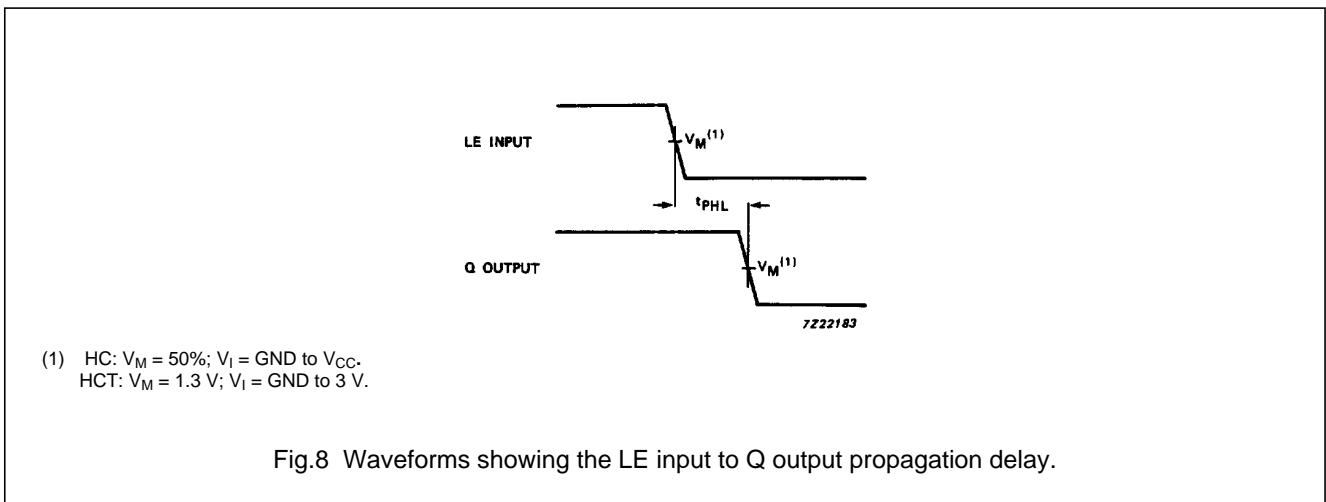 LE INPUT
VM(1)
tPHL
Q OUTPUT
VM(1)
7Z22183
(1) HC: VM = 50%; VI = GND to VCC.
HCT: VM = 1.3 V; VI = GND to 3 V.
Fig.8 Waveforms showing the LE input to Q output propagation delay.